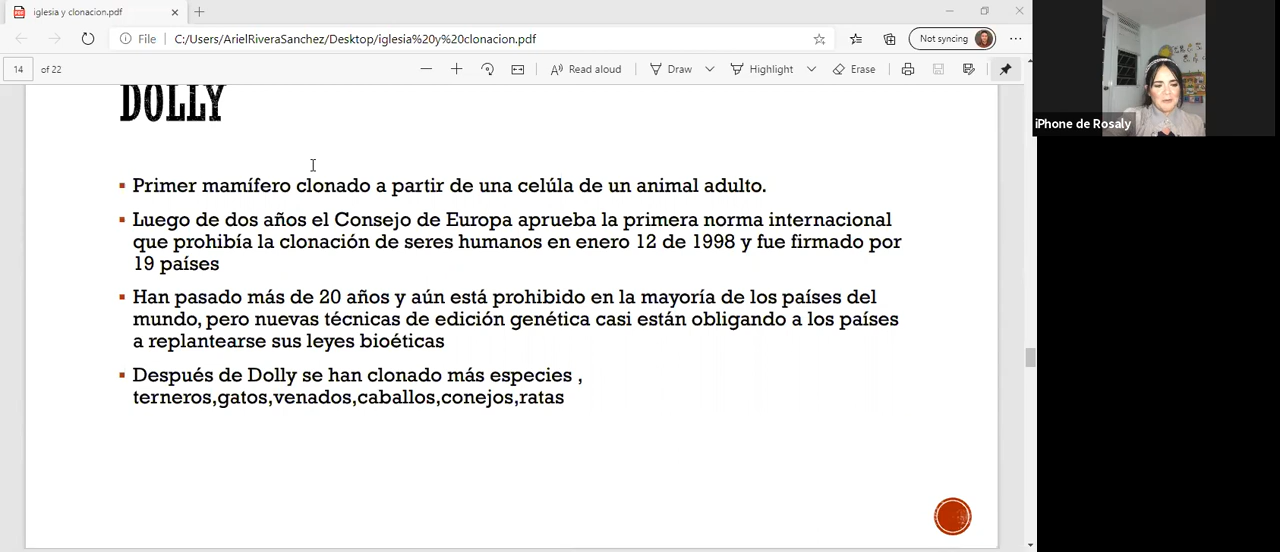 iglesia y clonacion.pdf
File
C:/Users/ArielRiveraSanchez/Desktop/iglesia%20y%20clonacion.pdf
Not syncing
14 of 22
Read aloud
Draw
Highlight
Erase
iPhone de Rosaly
DOLLY
Primer mamífero clonado a partir de una celúla de un animal adulto.
Luego de dos años el Consejo de Europa aprueba la primera norma internacional
que prohibía la clonación de seres humanos en enero 12 de 1998 y fue firmado por
19 países
Han pasado más de 20 años y aún está prohibido en la mayoría de los países del
mundo, pero nuevas técnicas de edición genética casi están obligando a los países
a replantearse sus leyes bioéticas
Después de Dolly se han clonado más especies ,
terneros,gatos,venados,caballos,conejos,ratas